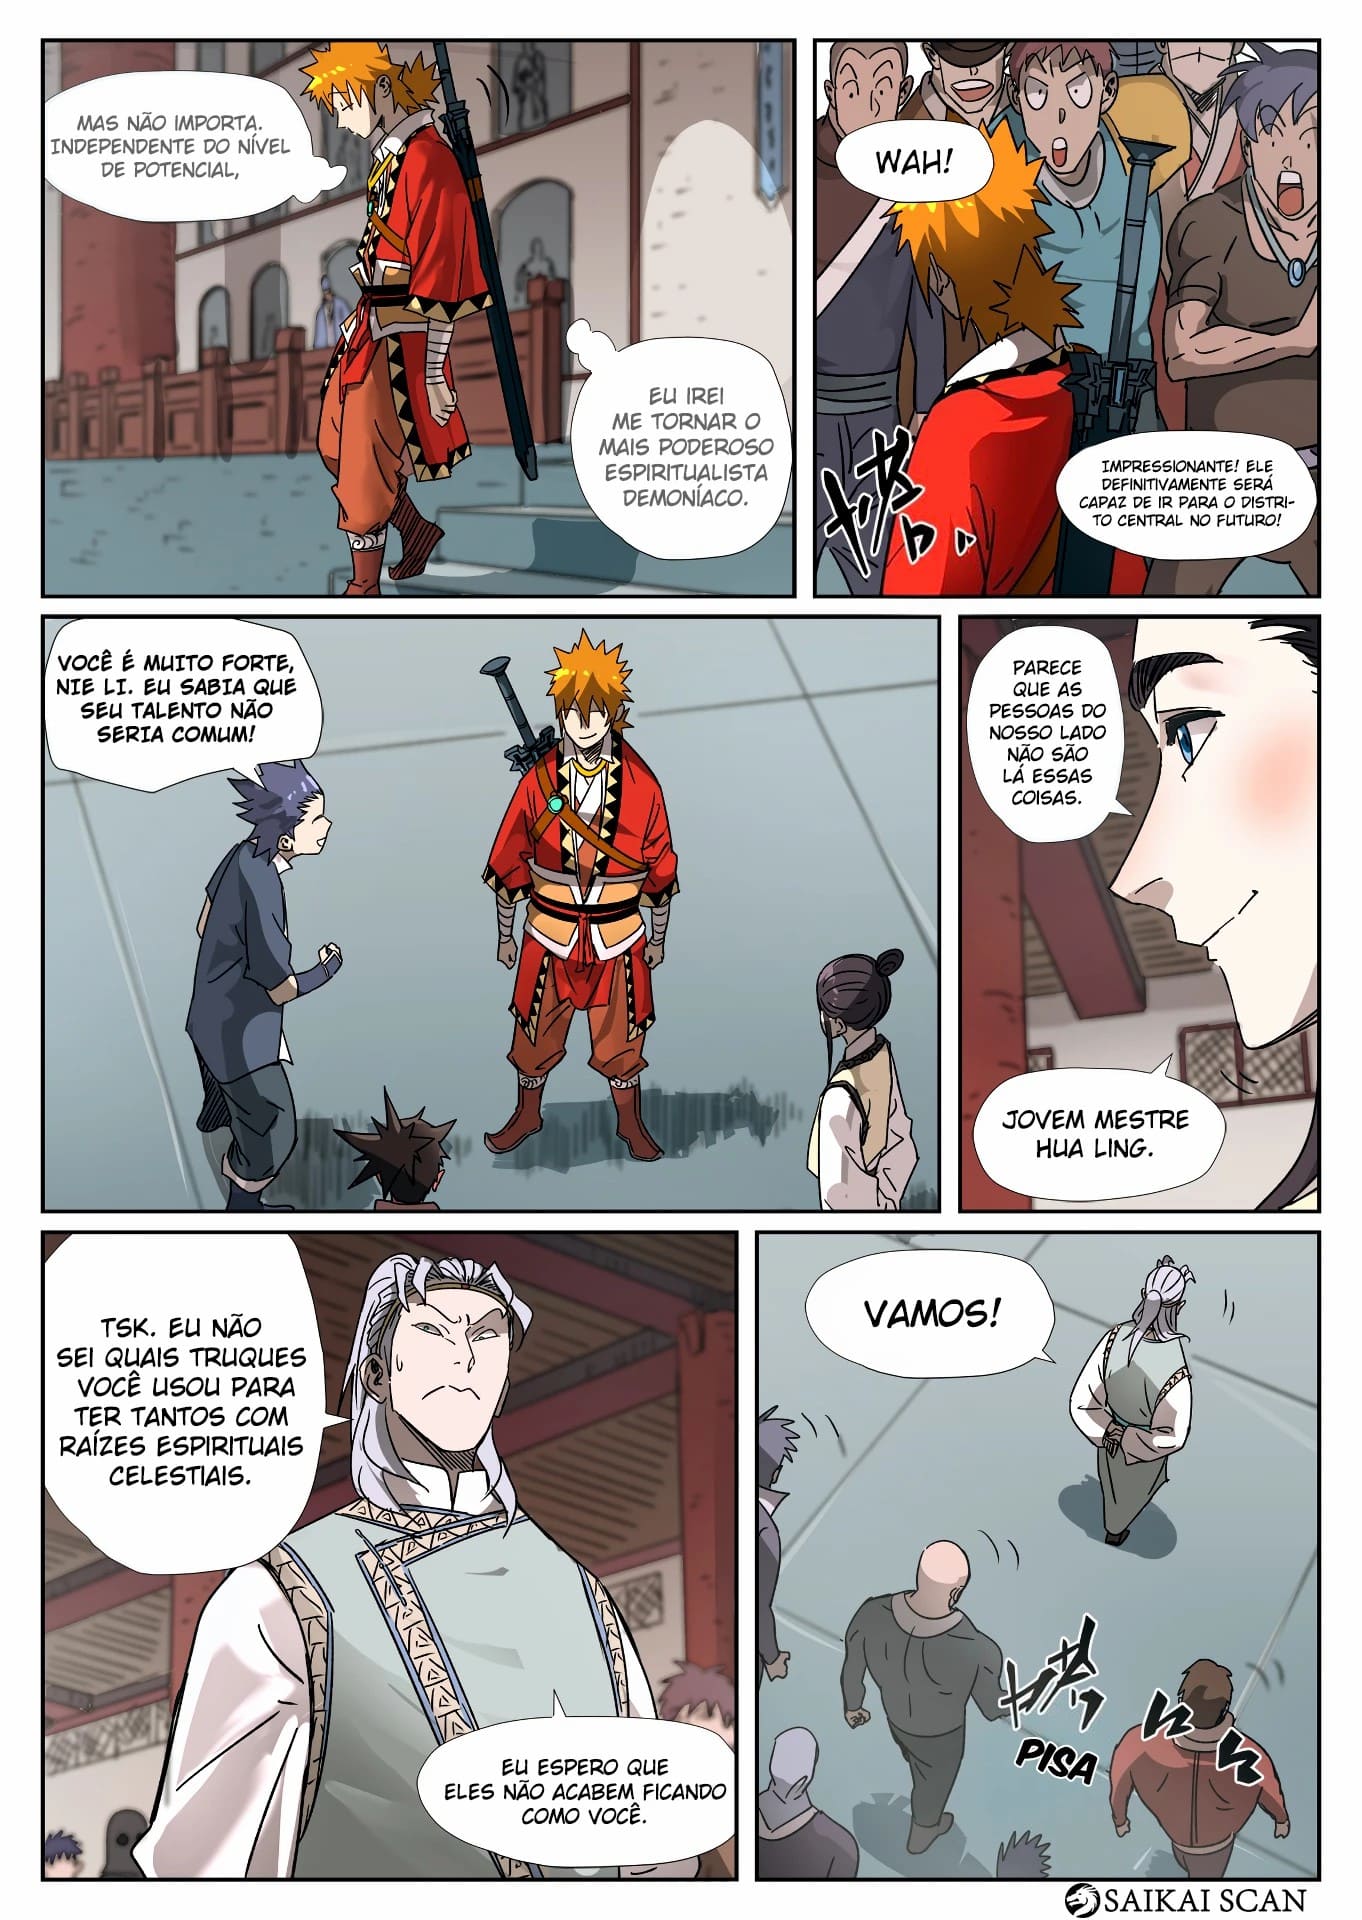 MAS NÃO IMPORTA.
INDEPENDENTE DO NÍVEL
DE POTENCIAL,
EU IREI
ME TORNAR O
MAIS PODEROSO
ESPIRITUALISTA
DEMONÍACO.
WAH!
IMPRESSIONANTE! ELE
DEFINITIVAMENTE SERÁ
CAPAZ DE IR PARA O DISTRI-
TO CENTRAL NO FUTURO!
VOCÊ É MUITO FORTE,
NIE LI. EU SABIA QUE
SEU TALENTO NÃO
SERIA COMUM!
PARECE
QUE AS
PESSOAS DO
NOSSO LADO
NÃO SÃO
LÁ ESSAS
COISAS.
JOVEM MESTRE
HUA LING.
TSK. EU NÃO
SEI QUAIS TRUQUES
VOCÊ USOU PARA
TER TANTOS COM
RAÍZES ESPIRITUAIS
CELESTIAIS.
EU ESPERO QUE
ELES NÃO ACABEM FICANDO
COMO VOCÊ.
VAMOS!
PISA
SAIKAI SCAN